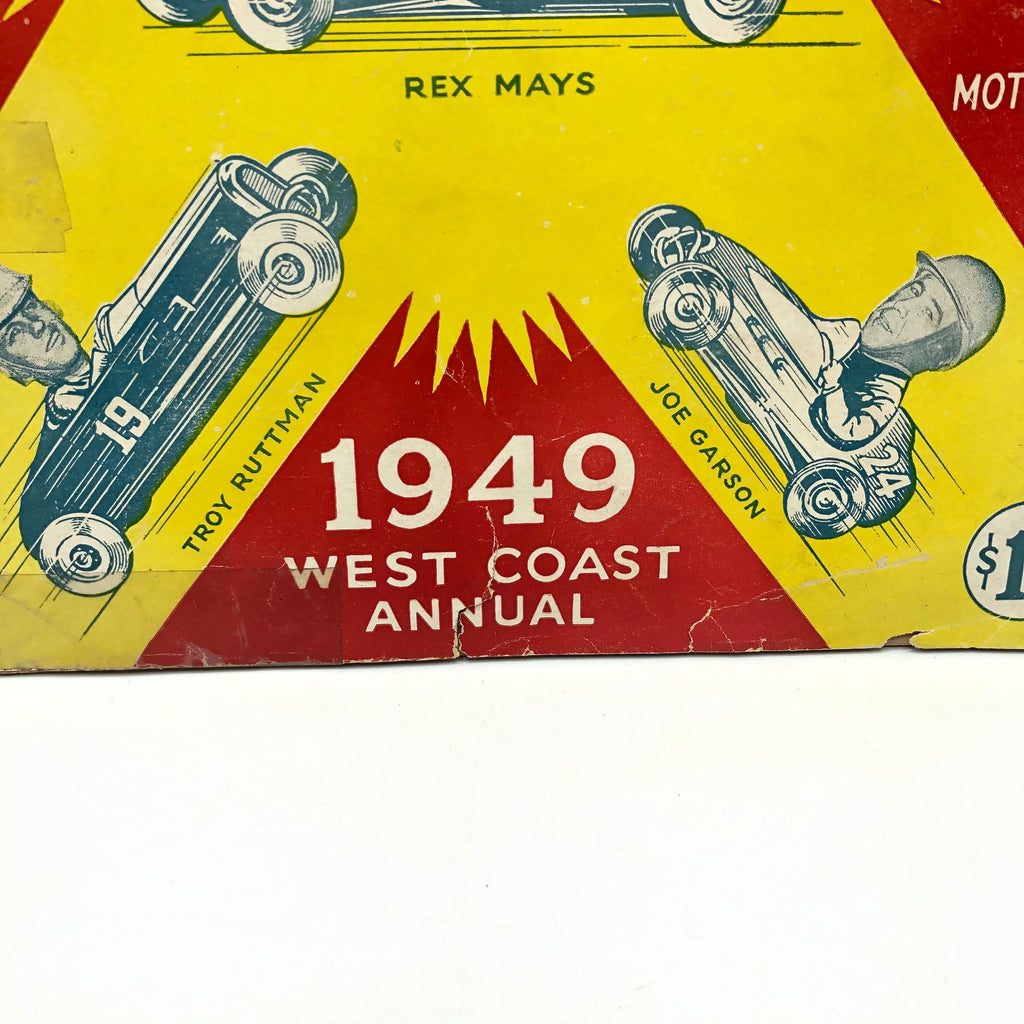 REX MAYS
MOT
19
TROY RUTTMAN
JOE GARSON
24
1949
WEST COAST
ANNUAL
$1